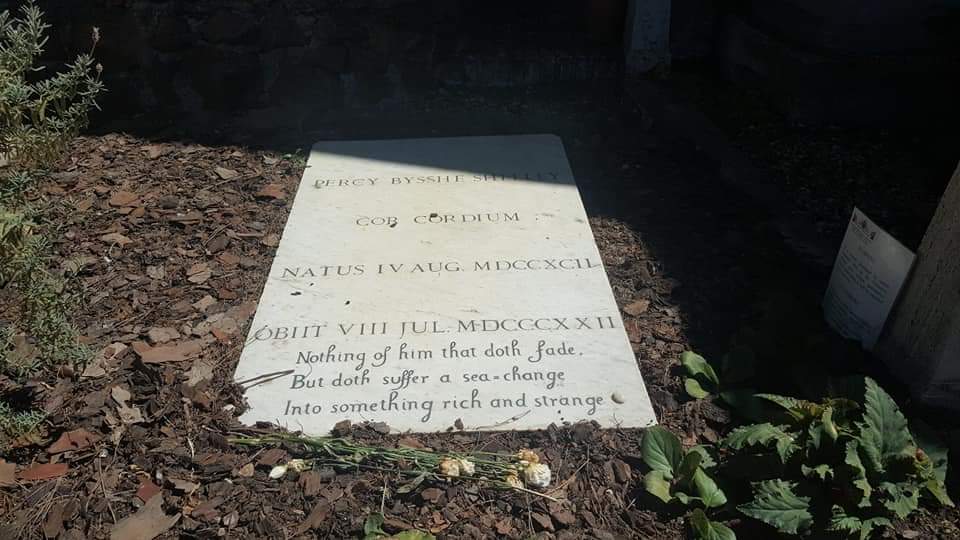 PERCY BYSSHE SHELLEY
COR CORDIUM
NATUS IV AUG. MDCCXCII
OBIIT VIII JUL. MDCCCXXII
Nothing of him that doth fade,
But doth suffer a sea-change
Into something rich and strange